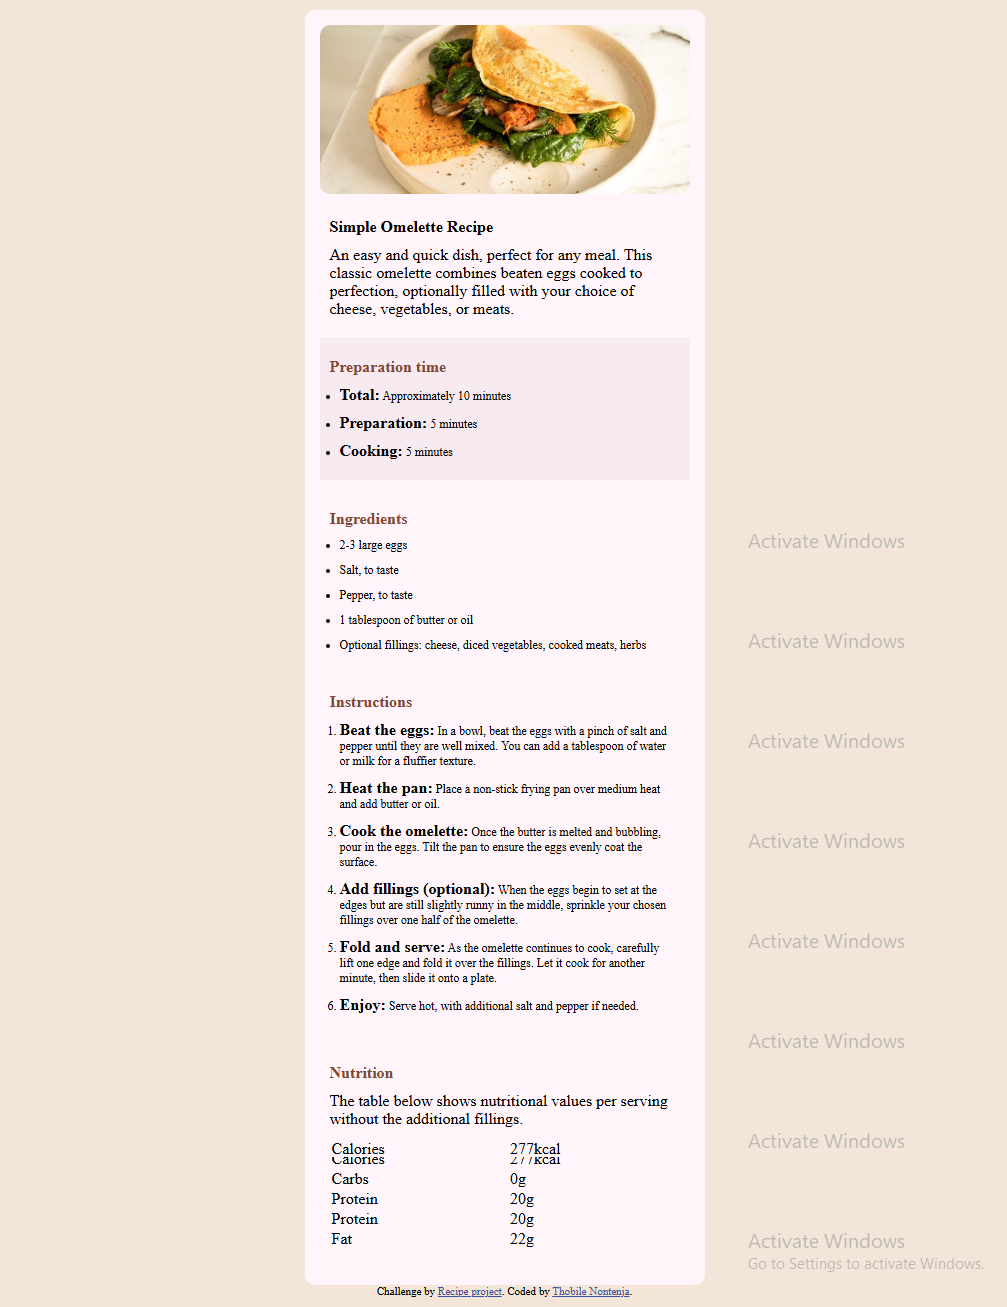 Simple Omelette Recipe
An easy and quick dish, perfect for any meal. This
classic omelette combines beaten eggs cooked to
perfection, optionally filled with your choice of
cheese, vegetables, or meats.
Preparation time
• Total: Approximately 10 minutes
• Preparation: 5 minutes
• Cooking: 5 minutes
Ingredients
• 2-3 large eggs
• Salt, to taste
• Pepper, to taste
• 1 tablespoon of butter or oil
• Optional fillings: cheese, diced vegetables, cooked meats, herbs
Instructions
1. Beat the eggs: In a bowl, beat the eggs with a pinch of salt and
pepper until they are well mixed. You can add a tablespoon of water
or milk for a fluffier texture.
2. Heat the pan: Place a non-stick frying pan over medium heat
and add butter or oil.
3. Cook the omelette: Once the butter is melted and bubbling,
pour in the eggs. Tilt the pan to ensure the eggs evenly coat the
surface.
4. Add fillings (optional): When the eggs begin to set at the
edges but are still slightly runny in the middle, sprinkle your chosen
fillings over one half of the omelette.
5. Fold and serve: As the omelette continues to cook, carefully
lift one edge and fold it over the fillings. Let it cook for another
minute, then slide it onto a plate.
6. Enjoy: Serve hot, with additional salt and pepper if needed.
Nutrition
The table below shows nutritional values per serving
without the additional fillings.
Calories 277kcal
Calories 277kcal
Carbs 0g
Protein 20g
Protein 20g
Fat 22g
Challenge by Recipe project. Coded by Thobile Nontenja.
Activate Windows
Activate Windows
Activate Windows
Activate Windows
Activate Windows
Activate Windows
Activate Windows
Activate Windows
Go to Settings to activate Windows.